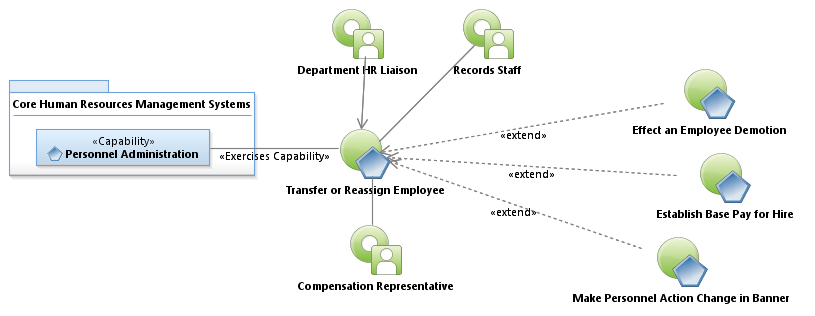 Department HR Liaison
Records Staff
Core Human Resources Management Systems
«Capability»
Personnel Administration
«Exercises Capability»
Transfer or Reassign Employee
«extend»
Effect an Employee Demotion
«extend»
Establish Base Pay for Hire
«extend»
Make Personnel Action Change in Banner
Compensation Representative